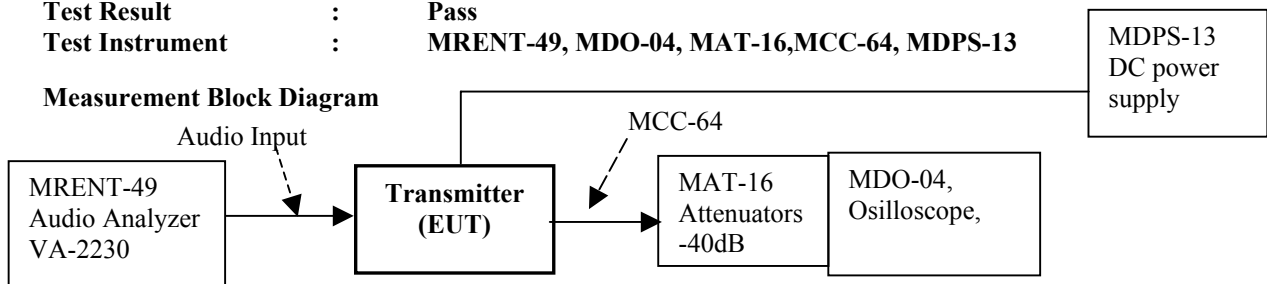 Test Result : Pass
Test Instrument : MRENT-49, MDO-04, MAT-16,MCC-64, MDPS-13
MDPS-13
DC power
supply
Measurement Block Diagram
Audio Input
MCC-64
MRENT-49
Audio Analyzer
VA-2230
Transmitter
(EUT)
MAT-16
Attenuators
-40dB
MDO-04,
Osilloscope,